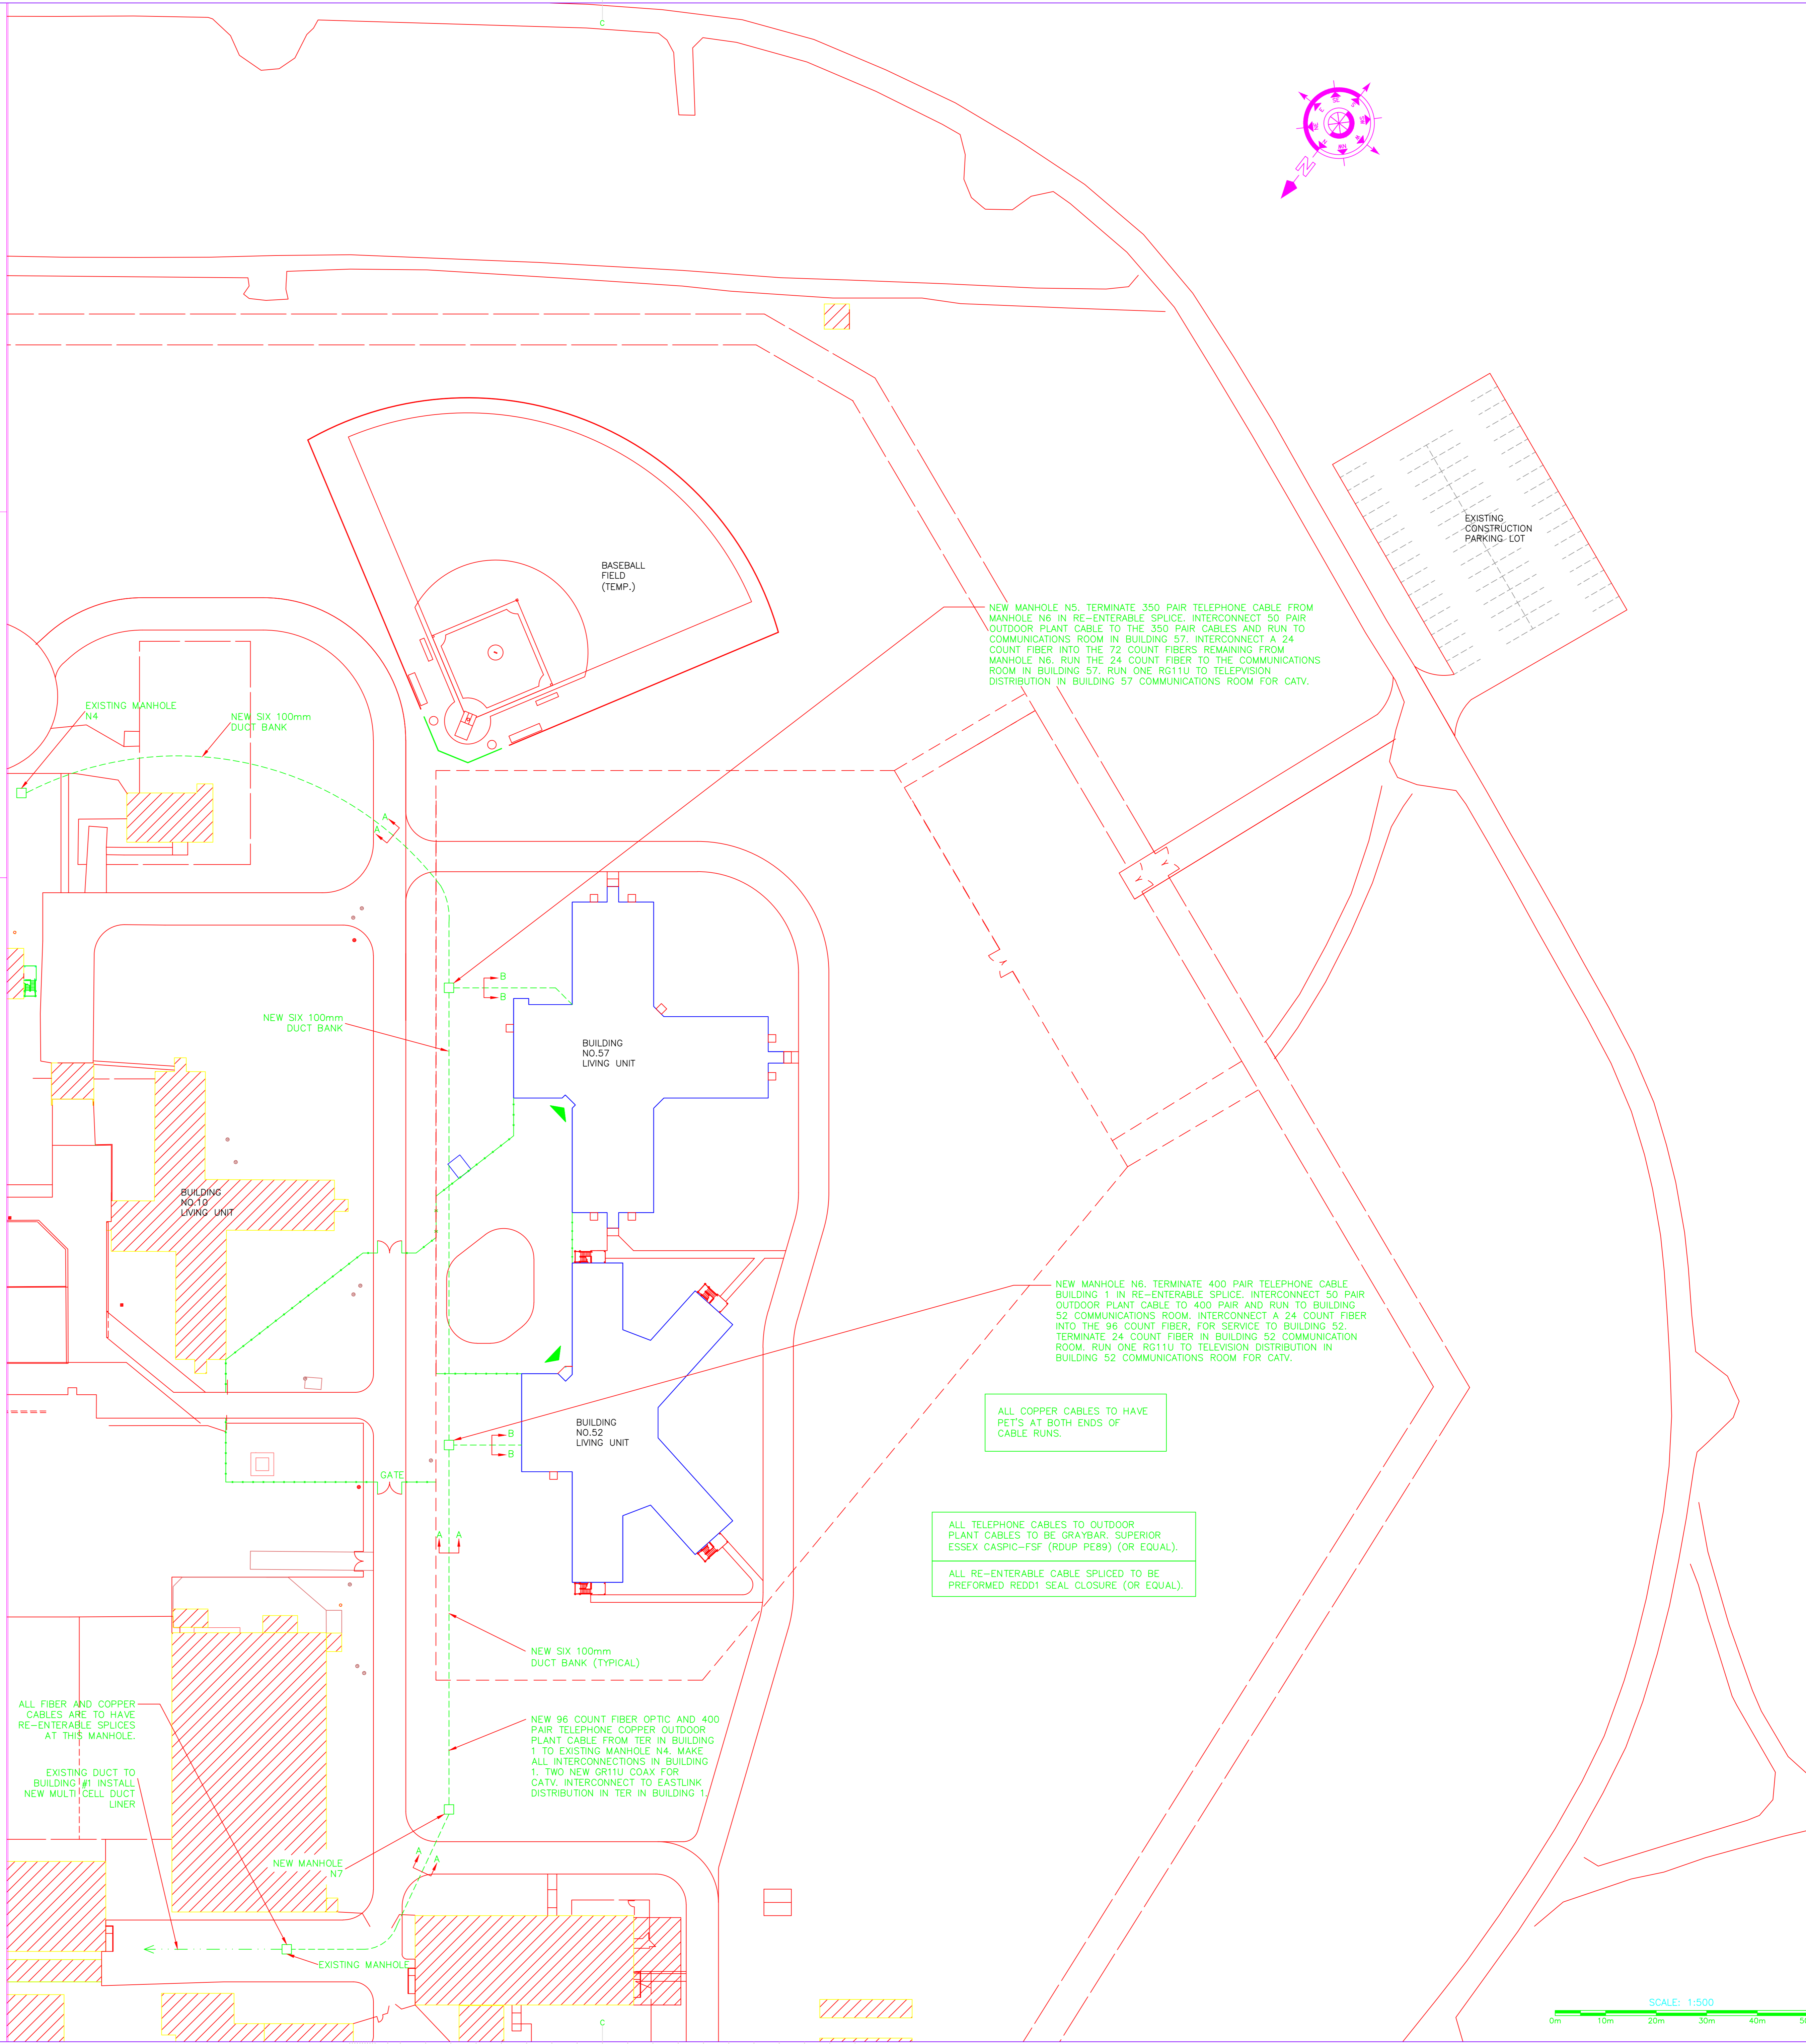 C
N
EXISTING
CONSTRUCTION
PARKING LOT
BASEBALL
FIELD
(TEMP.)
NEW MANHOLE N5, TERMINATE 350 PAIR TELEPHONE CABLE FROM
MANHOLE N6 IN RE-ENTERABLE SPLICE. INTERCONNECT 50 PAIR
OUTDOOR PLANT CABLE TO THE 350 PAIR CABLES AND RUN TO
COMMUNICATIONS ROOM IN BUILDING 57. INTERCONNECT A 24
COUNT FIBER INTO THE 72 COUNT FIBERS REMAINING FROM
MANHOLE N6. RUN THE 24 COUNT FIBER TO THE COMMUNICATIONS
ROOM IN BUILDING 57. RUN ONE RG11U TO TELEPVISION
DISTRIBUTION IN BUILDING 57 COMMUNICATIONS ROOM FOR CATV.
EXISTING MANHOLE
N4
NEW SIX 100mm
DUCT BANK
A
A
B
B
NEW SIX 100mm
DUCT BANK
BUILDING
NO.57
LIVING UNIT
BUILDING
NO.10
LIVING UNIT
NEW MANHOLE N6. TERMINATE 400 PAIR TELEPHONE CABLE
BUILDING 1 IN RE-ENTERABLE SPLICE. INTERCONNECT 50 PAIR
OUTDOOR PLANT CABLE TO 400 PAIR AND RUN TO BUILDING
52 COMMUNICATIONS ROOM. INTERCONNECT A 24 COUNT FIBER
INTO THE 96 COUNT FIBER, FOR SERVICE TO BUILDING 52.
TERMINATE 24 COUNT FIBER IN BUILDING 52 COMMUNICATION
ROOM. RUN ONE RG11U TO TELEVISION DISTRIBUTION IN
BUILDING 52 COMMUNICATIONS ROOM FOR CATV.
ALL COPPER CABLES TO HAVE
PET'S AT BOTH ENDS OF
CABLE RUNS.
BUILDING
NO.52
LIVING UNIT
B
B
GATE
A A
ALL TELEPHONE CABLES TO OUTDOOR
PLANT CABLES TO BE GRAYBAR. SUPERIOR
ESSEX CASPIC-FSF (RDUP PE89) (OR EQUAL).
ALL RE-ENTERABLE CABLE SPLICED TO BE
PREFORMED REDD1 SEAL CLOSURE (OR EQUAL).
NEW SIX 100mm
DUCT BANK (TYPICAL)
ALL FIBER AND COPPER
CABLES ARE TO HAVE
RE-ENTERABLE SPLICES
AT THIS MANHOLE.
NEW 96 COUNT FIBER OPTIC AND 400
PAIR TELEPHONE COPPER OUTDOOR
PLANT CABLE FROM TER IN BUILDING
1 TO EXISTING MANHOLE N4. MAKE
ALL INTERCONNECTIONS IN BUILDING
1. TWO NEW GR11U COAX FOR
CATV. INTERCONNECT TO EASTLINK
DISTRIBUTION IN TER IN BUILDING 1.
EXISTING DUCT TO
BUILDING #1 INSTALL
NEW MULTI CELL DUCT
LINER
NEW MANHOLE
N7
A
A
EXISTING MANHOLE
SCALE: 1:500
0m 10m 20m 30m 40m
C